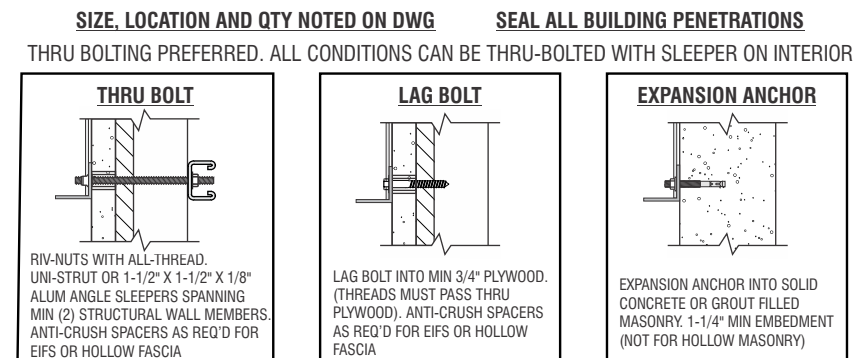 SIZE, LOCATION AND QTY NOTED ON DWG SEAL ALL BUILDING PENETRATIONS
THRU BOLTING PREFERRED. ALL CONDITIONS CAN BE THRU-BOLTED WITH SLEEPER ON INTERIOR
THRU BOLT
RIV-NUTS WITH ALL-THREAD.
UNI-STRUT OR 1-1/2" X 1-1/2" X 1/8"
ALUM ANGLE SLEEPERS SPANNING
MIN (2) STRUCTURAL WALL MEMBERS.
ANTI-CRUSH SPACERS AS REQ'D FOR
EIFS OR HOLLOW FASCIA
LAG BOLT
LAG BOLT INTO MIN 3/4" PLYWOOD.
(THREADS MUST PASS THRU
PLYWOOD). ANTI-CRUSH SPACERS
AS REQ'D FOR EIFS OR HOLLOW
FASCIA
EXPANSION ANCHOR
EXPANSION ANCHOR INTO SOLID
CONCRETE OR GROUT FILLED
MASONRY. 1-1/4" MIN EMBEDMENT
(NOT FOR HOLLOW MASONRY)